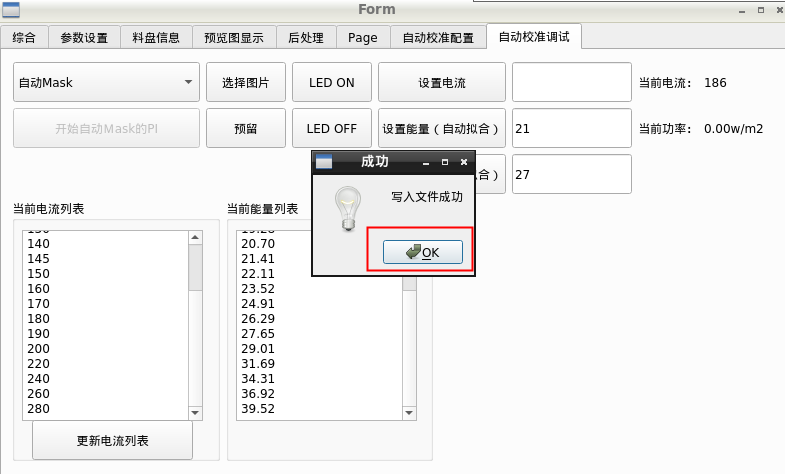 Form
综合 参数设置 料盘信息 预览图显示 后处理 Page 自动校准配置 自动校准调试
自动Mask 选择图片 LED ON 设置电流 当前电流: 186
开始自动Mask的PI 预留 LED OFF 设置能量（自动拟合） 21 当前功率: 0.00w/m2
合） 27
成功
写入文件成功
OK
当前电流列表
140
145
150
160
170
180
190
200
220
240
260
280
更新电流列表
当前能量列表
20.70
21.41
22.11
23.52
24.91
26.29
27.65
29.01
31.69
34.31
36.92
39.52